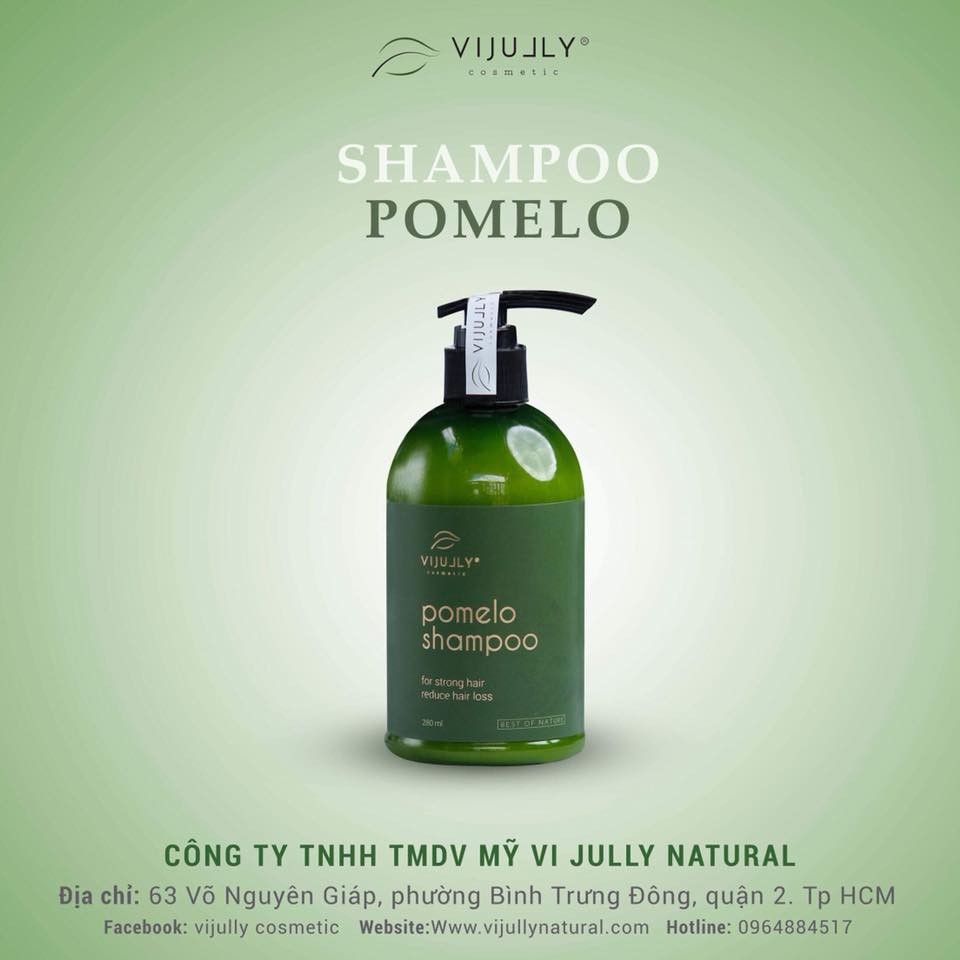 VIJULLY®
cosmetic
SHAMPOO
POMELO
VIJULLY
cosmetic
VIJULLY®
cosmetic
pomelo
shampoo
for strong hair
reduce hair loss
280 ml
BEST OF NATURE
CÔNG TY TNHH TMDV MỸ VI JULLY NATURAL
Địa chỉ: 63 Võ Nguyên Giáp, phường Bình Trưng Đông, quận 2. Tp HCM
Facebook: vijully cosmetic Website:Www.vijullynatural.com Hotline: 0964884517